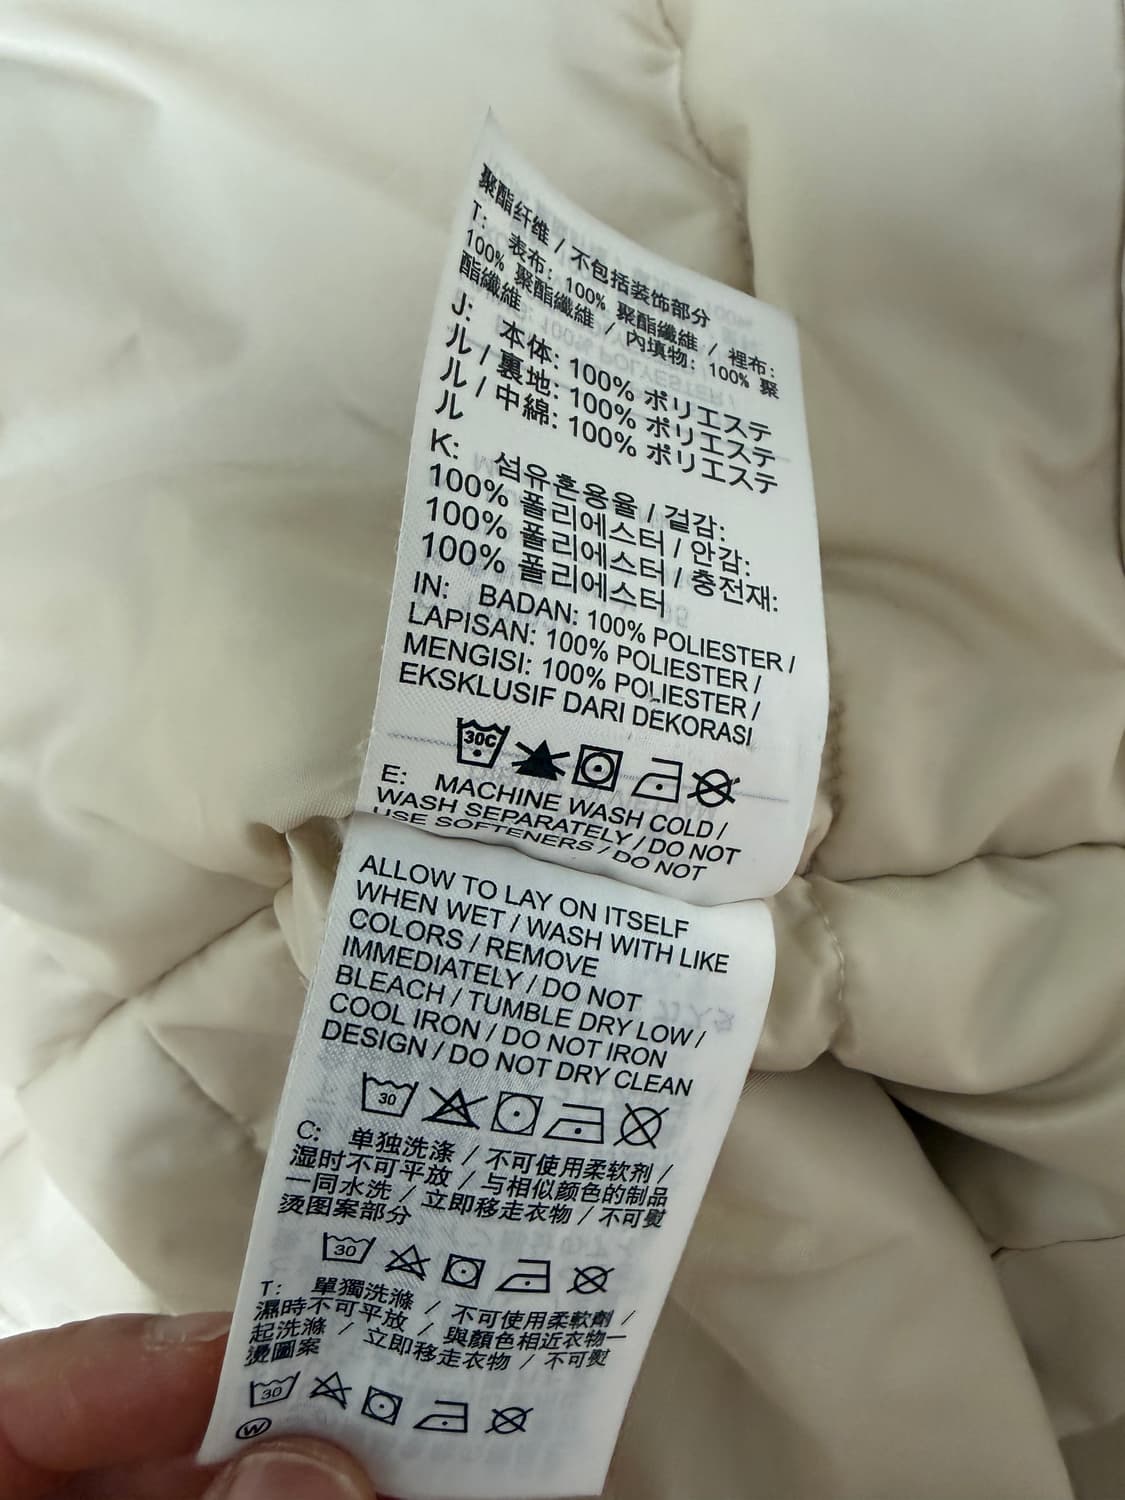 聚酯纤维 / 不包括装饰部分
T: 表布: 100% 聚酯纖維 / 裡布:
100% 聚酯纖維 / 內填物: 100% 聚
酯纖維
J: 本体: 100% ポリエステ
ル / 裏地: 100% ポリエステ
ル / 中綿: 100% ポリエステ
ル
K: 섬유혼용율 / 겉감:
100% 폴리에스터 / 안감:
100% 폴리에스터 / 충전재:
100% 폴리에스터
IN: BADAN: 100% POLIESTER /
LAPISAN: 100% POLIESTER /
MENGISI: 100% POLIESTER /
EKSKLUSIF DARI DEKORASI
30C
E: MACHINE WASH COLD /
WASH SEPARATELY / DO NOT
USE SOFTENERS / DO NOT
ALLOW TO LAY ON ITSELF
WHEN WET / WASH WITH LIKE
COLORS / REMOVE
IMMEDIATELY / DO NOT
BLEACH / TUMBLE DRY LOW /
COOL IRON / DO NOT IRON
DESIGN / DO NOT DRY CLEAN
30
C: 单独洗涤 / 不可使用柔软剂 /
湿时不可平放 / 与相似颜色的制品
一同水洗 / 立即移走衣物 / 不可熨
烫图案部分
30
T: 單獨洗滌 / 不可使用柔軟劑 /
濕時不可平放 / 與顏色相近衣物一
起洗滌 / 立即移走衣物 / 不可熨
燙圖案
30
W